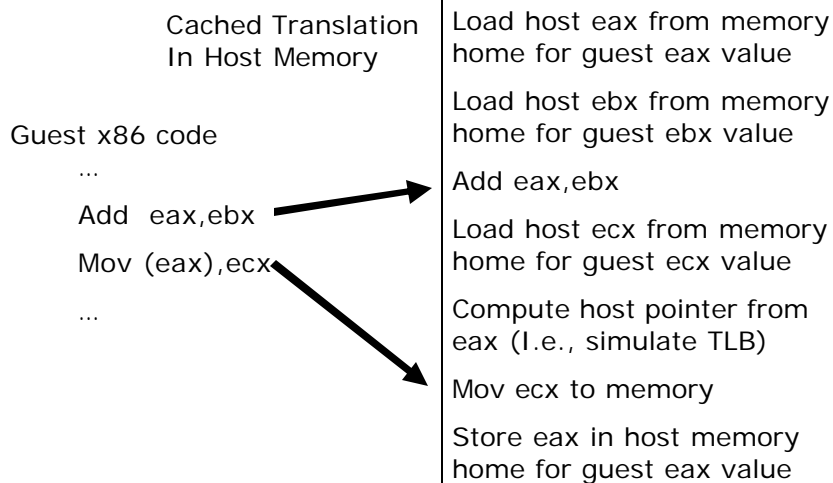 Cached Translation
In Host Memory
Guest x86 code
...
Add eax,ebx
Mov (eax),ecx
...
Load host eax from memory
home for guest eax value
Load host ebx from memory
home for guest ebx value
Add eax,ebx
Load host ecx from memory
home for guest ecx value
Compute host pointer from
eax (I.e., simulate TLB)
Mov ecx to memory
Store eax in host memory
home for guest eax value